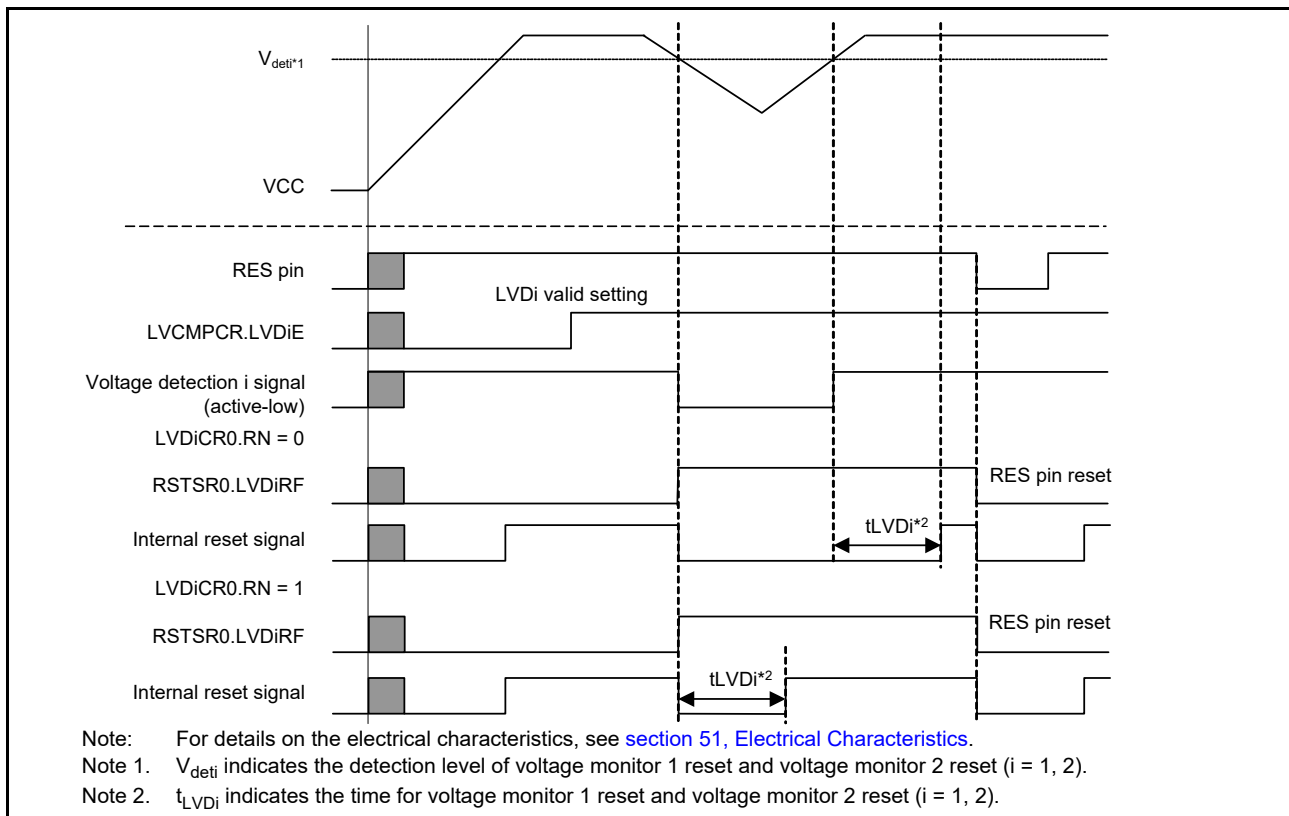 Vdeti*1
VCC
RES pin
LVDi valid setting
LVCMPCR.LVDiE
Voltage detection i signal
(active-low)
LVDiCR0.RN = 0
RSTSR0.LVDiRF
RES pin reset
tLVDi*2
Internal reset signal
LVDiCR0.RN = 1
RSTSR0.LVDiRF
RES pin reset
tLVDi*2
Internal reset signal
Note: For details on the electrical characteristics, see section 51, Electrical Characteristics.
Note 1. Vdeti indicates the detection level of voltage monitor 1 reset and voltage monitor 2 reset (i = 1, 2).
Note 2. tLVDi indicates the time for voltage monitor 1 reset and voltage monitor 2 reset (i = 1, 2).